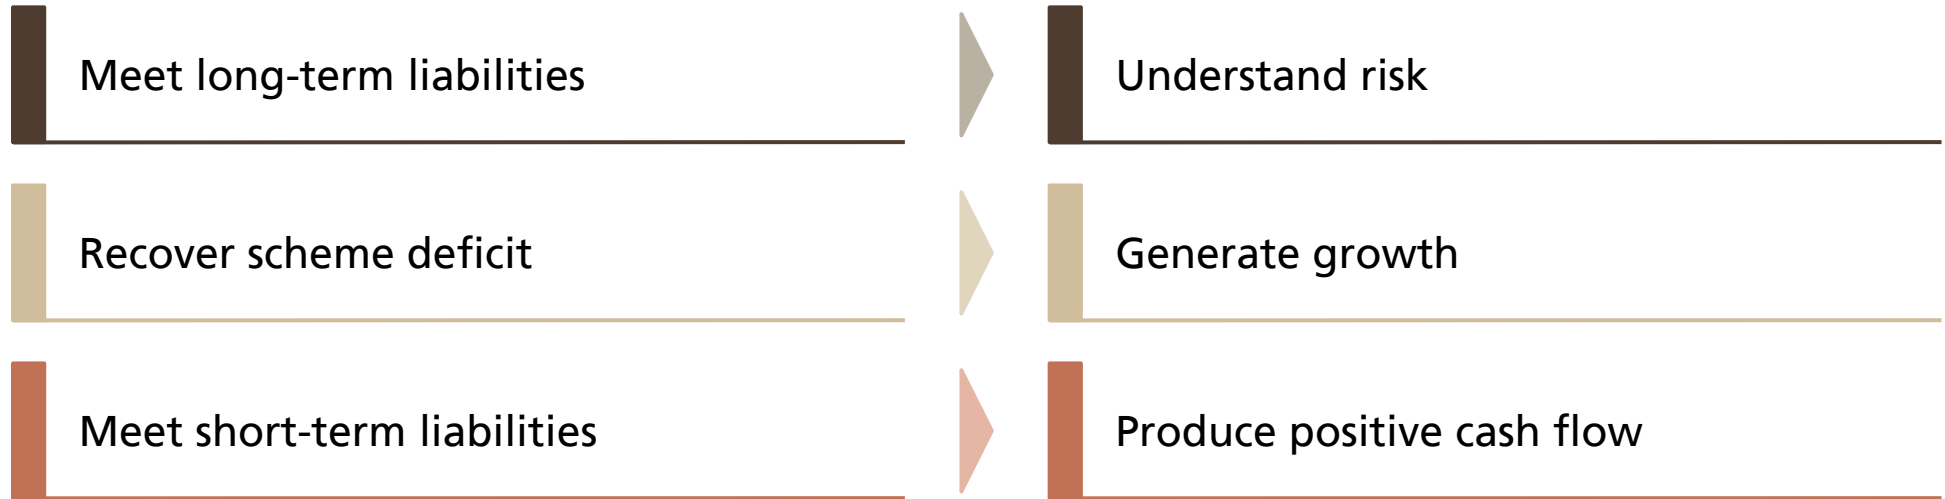 Meet long-term liabilities
Understand risk
Recover scheme deficit
Generate growth
Meet short-term liabilities
Produce positive cash flow